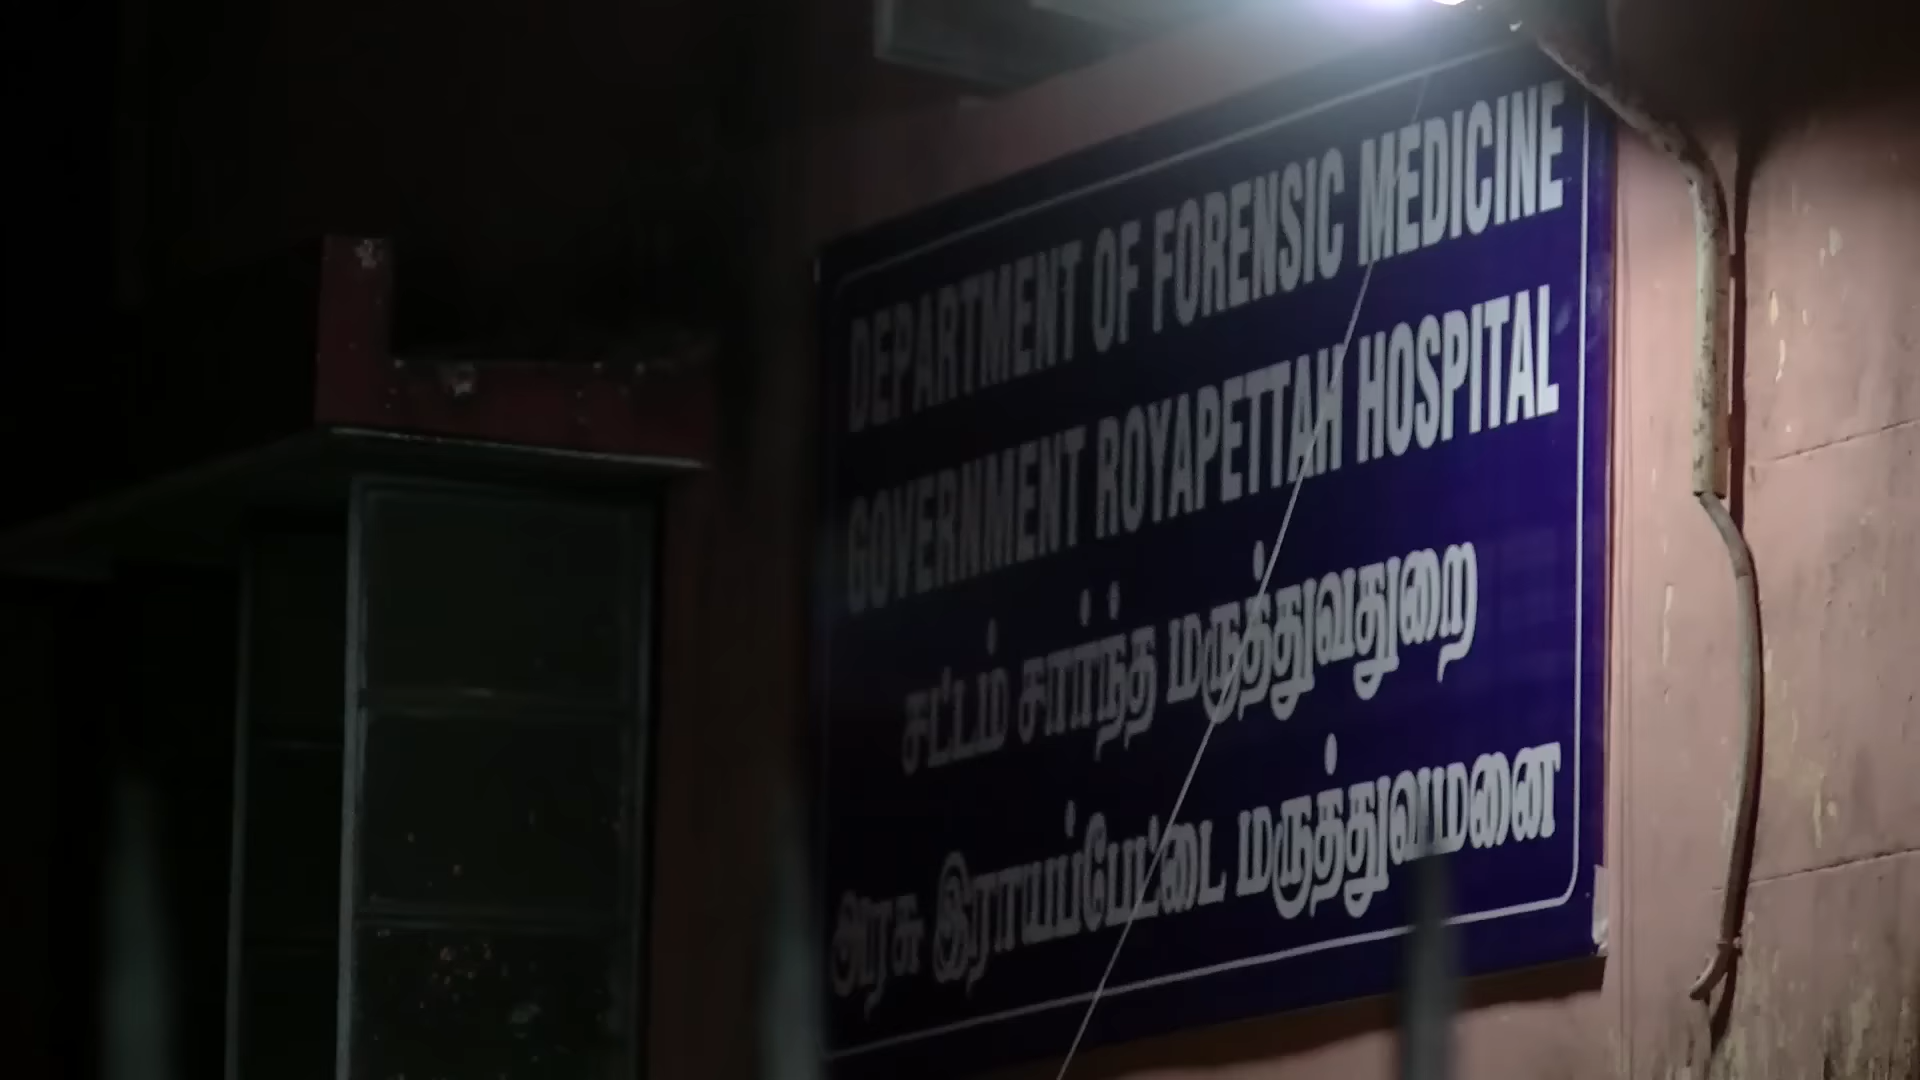 DEPARTMENT OF FORENSIC MEDICINE
GOVERNMENT ROYAPETTAH HOSPITAL
சட்டம் சார்ந்த மருத்துவதுறை
அரசு இராயப்பேட்டை மருத்துவமனை